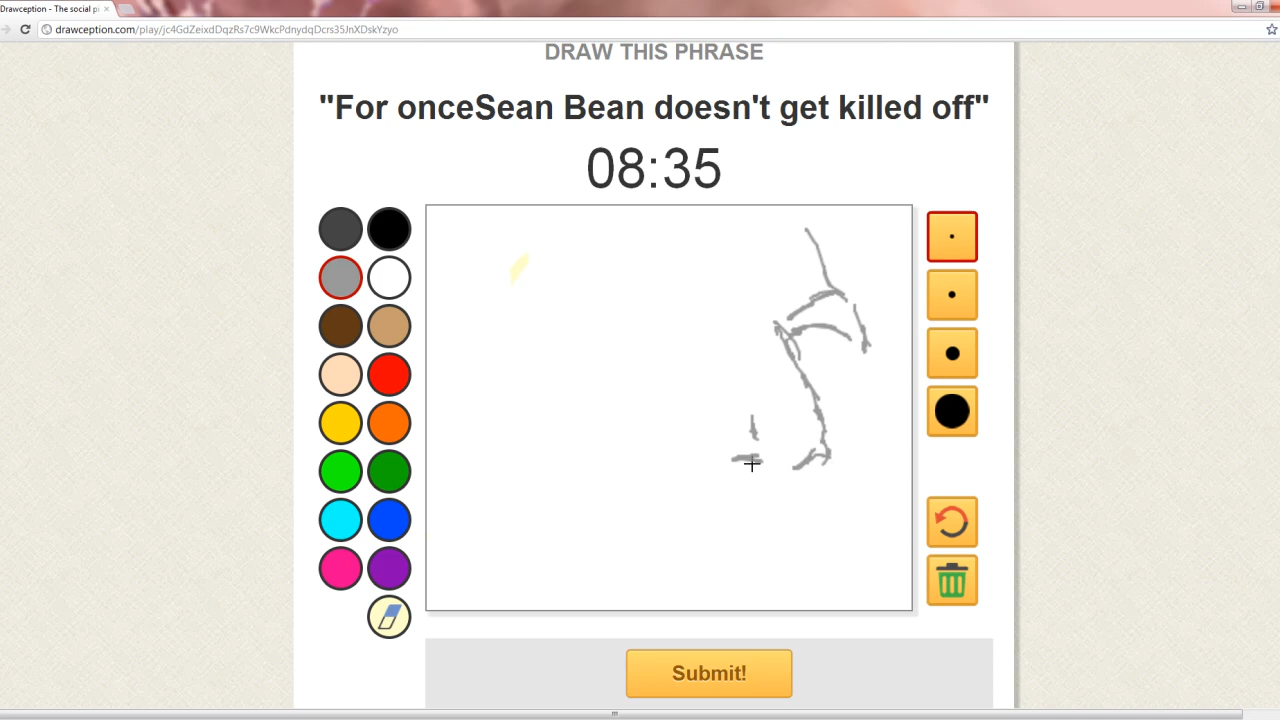 Drawception - The social p
drawception.com/play/jc4GdZeixdDqzRs7c9WkcPdnydqDcrs35JnXDskYzyo
DRAW THIS PHRASE
"For onceSean Bean doesn't get killed off"
08:35
Submit!